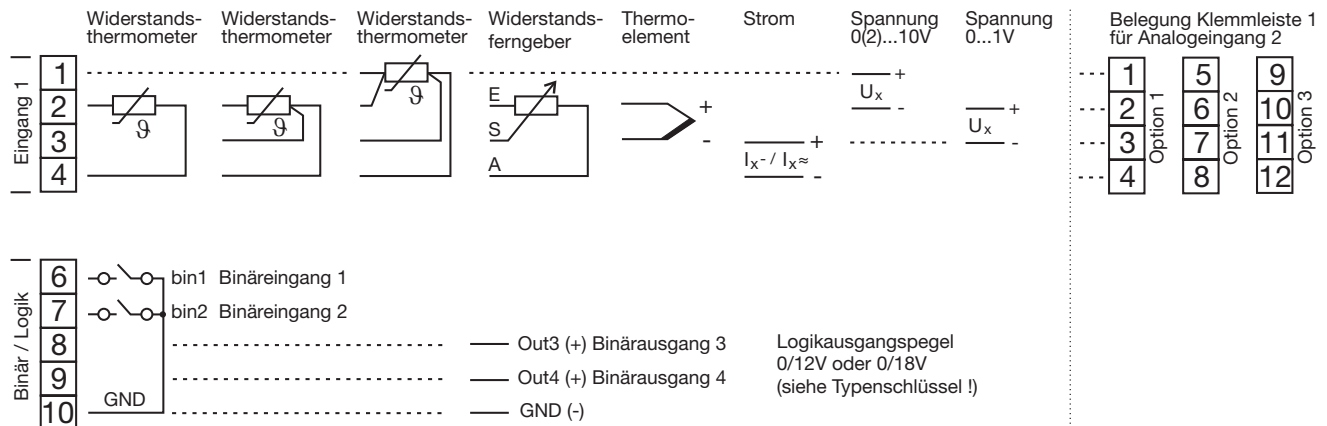 Widerstands-
thermometer
Widerstands-
thermometer
Widerstands-
thermometer
Widerstands-
ferngeber
Thermo-
element
Strom
Spannung
0(2)...10V
Spannung
0...1V
Belegung Klemmleiste 1
für Analogeingang 2
Eingang 1
1
2
3
4
ϑ
ϑ
ϑ
E
S
A
+
-
+
Ix- / Ix≈
-
+
Ux
-
+
Ux
-
1
2
3
4
Option 1
5
6
7
8
Option 2
9
10
11
12
Option 3
Binär / Logik
6
7
8
9
10
bin1 Binäreingang 1
bin2 Binäreingang 2
GND
Out3 (+) Binärausgang 3
Out4 (+) Binärausgang 4
GND (-)
Logikausgangspegel
0/12V oder 0/18V
(siehe Typenschlüssel !)